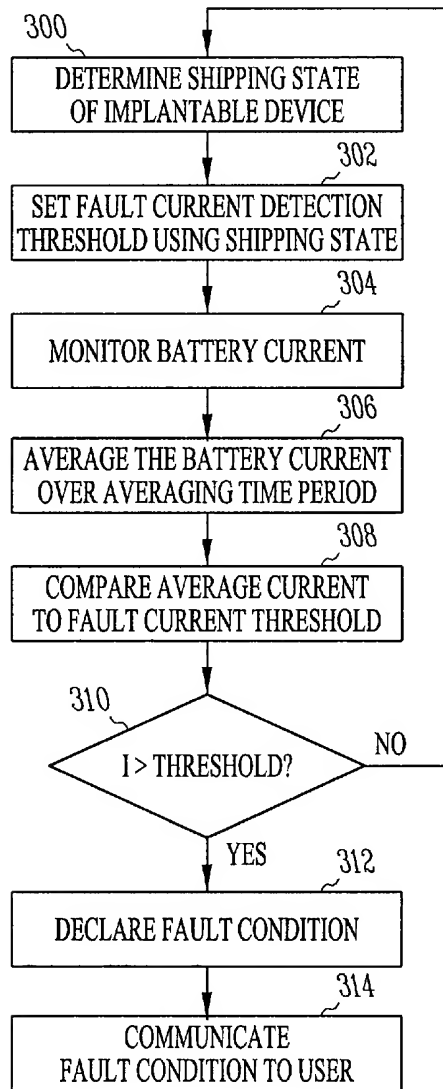 300
DETERMINE SHIPPING STATE
OF IMPLANTABLE DEVICE
302
SET FAULT CURRENT DETECTION
THRESHOLD USING SHIPPING STATE
304
MONITOR BATTERY CURRENT
306
AVERAGE THE BATTERY CURRENT
OVER AVERAGING TIME PERIOD
308
COMPARE AVERAGE CURRENT
TO FAULT CURRENT THRESHOLD
310
I > THRESHOLD?
NO
YES
312
DECLARE FAULT CONDITION
314
COMMUNICATE
FAULT CONDITION TO USER